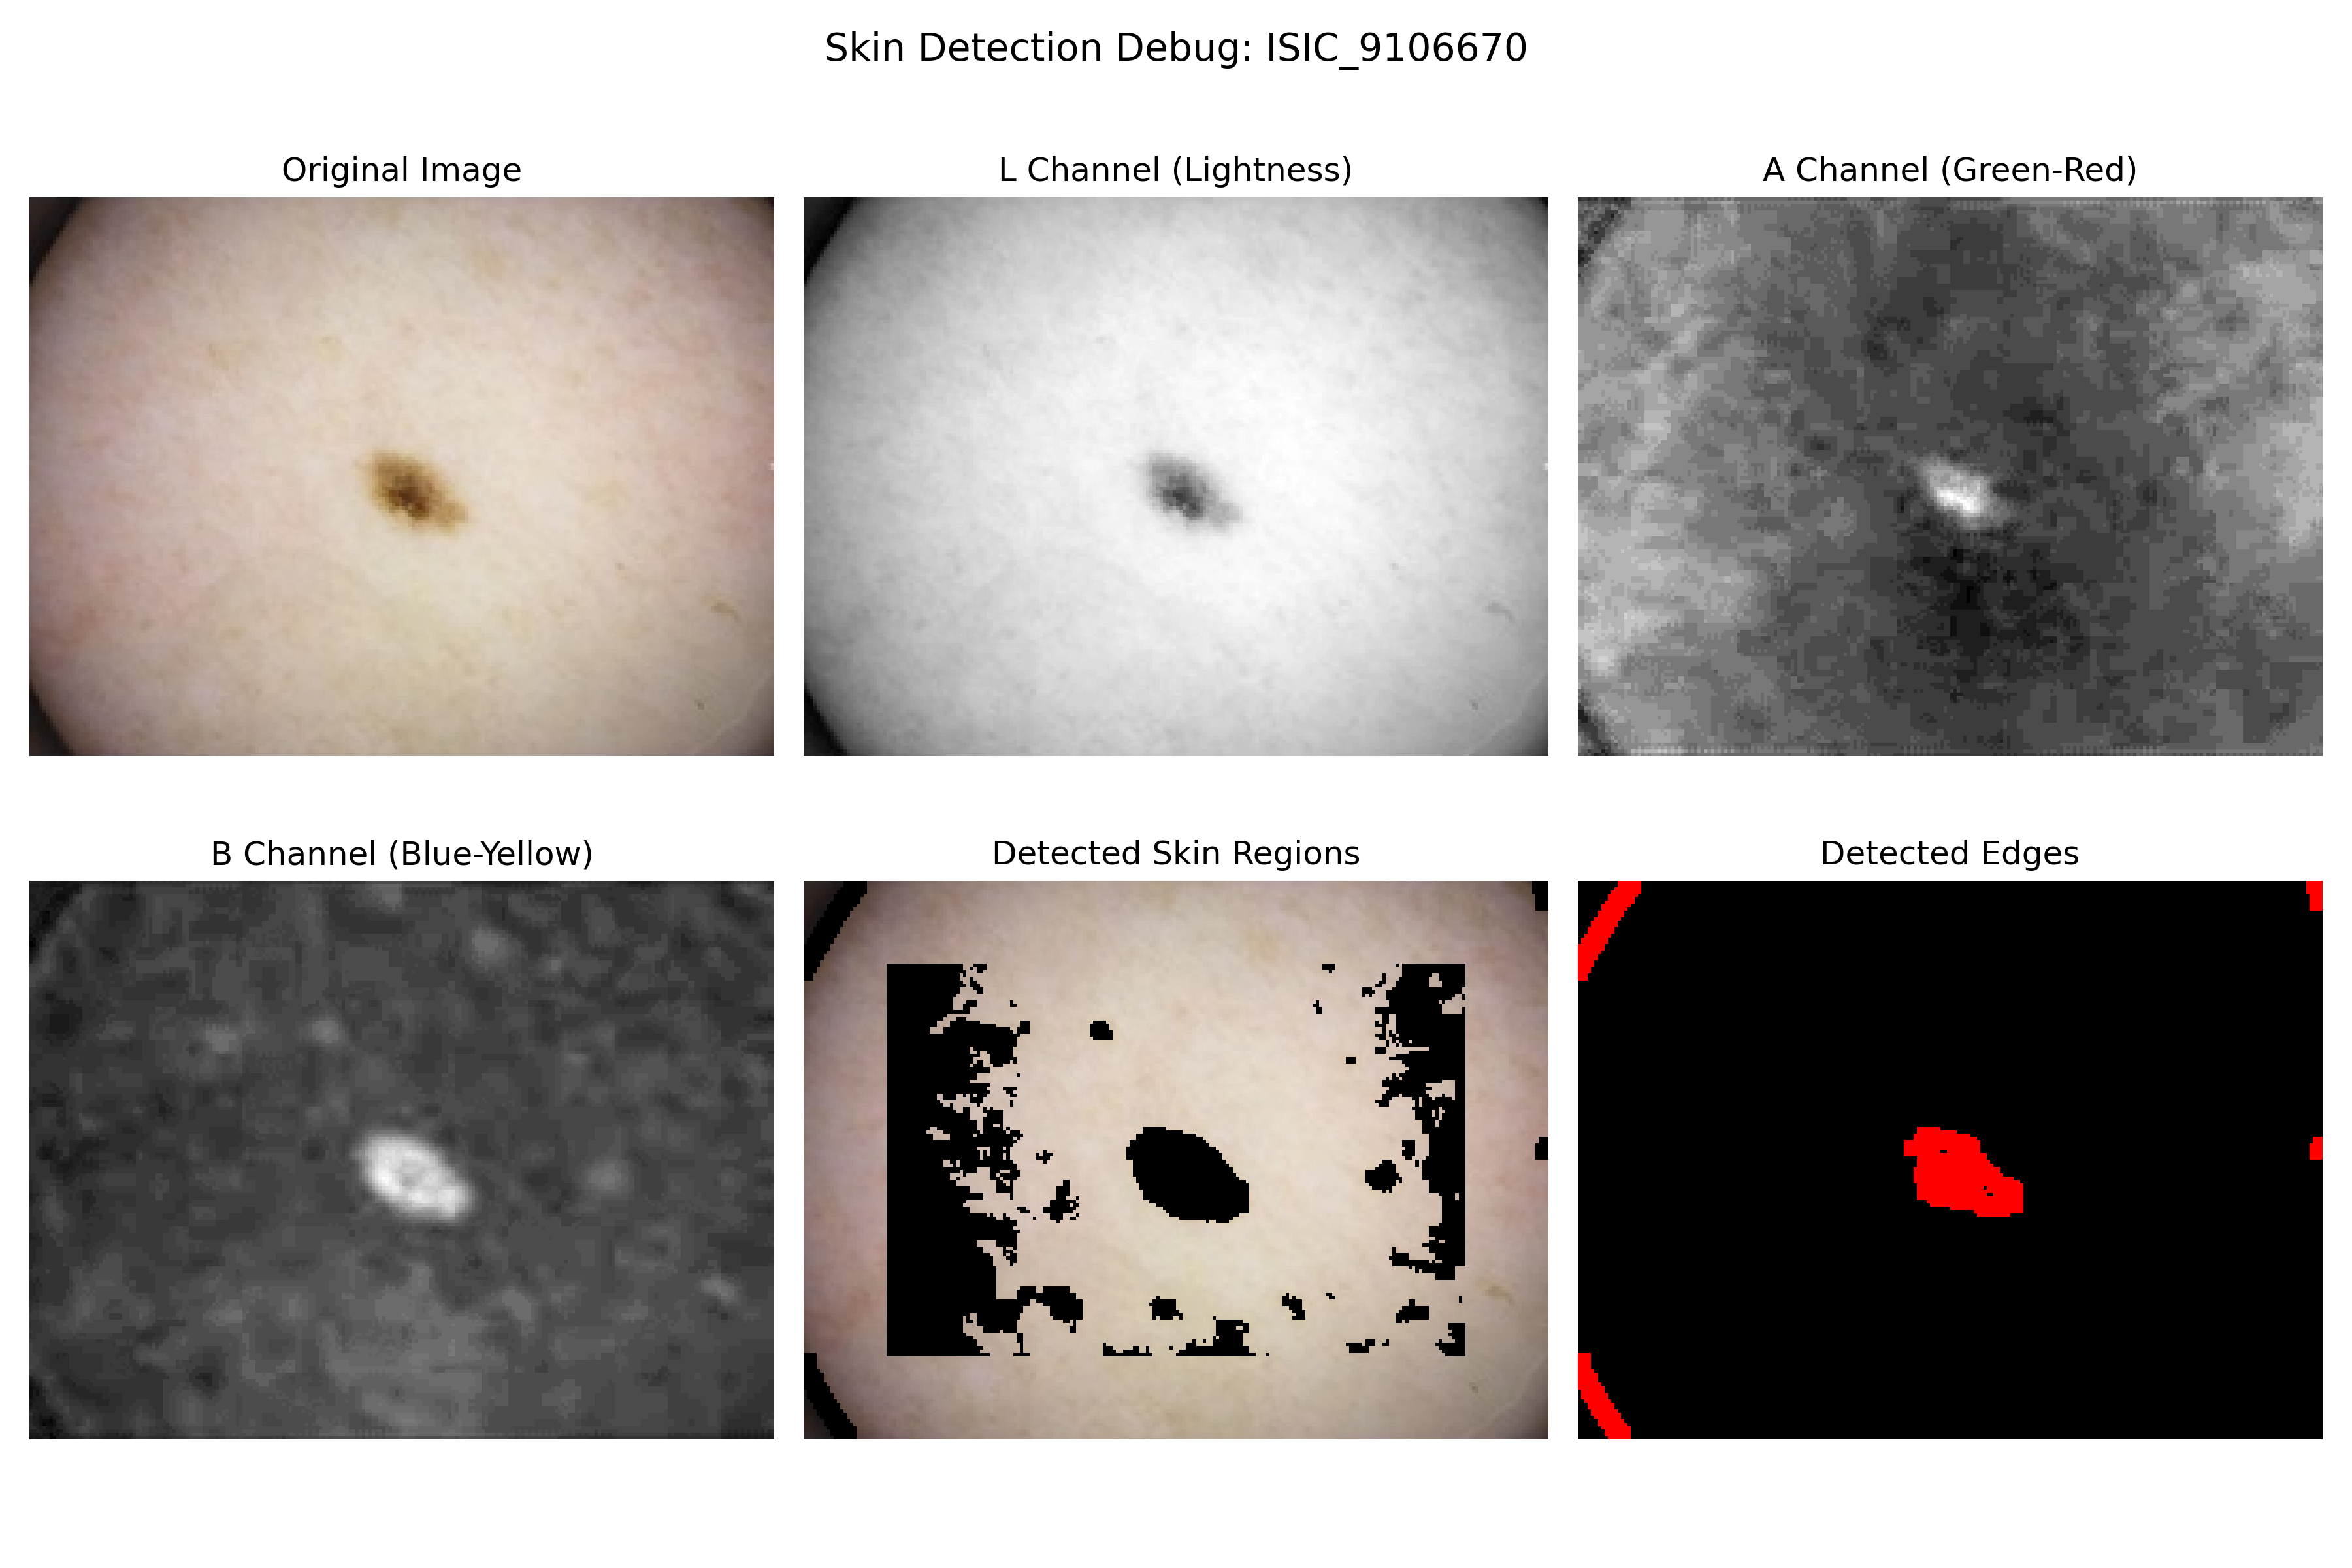 Skin Detection Debug: ISIC_9106670
Original Image
L Channel (Lightness)
A Channel (Green-Red)
B Channel (Blue-Yellow)
Detected Skin Regions
Detected Edges